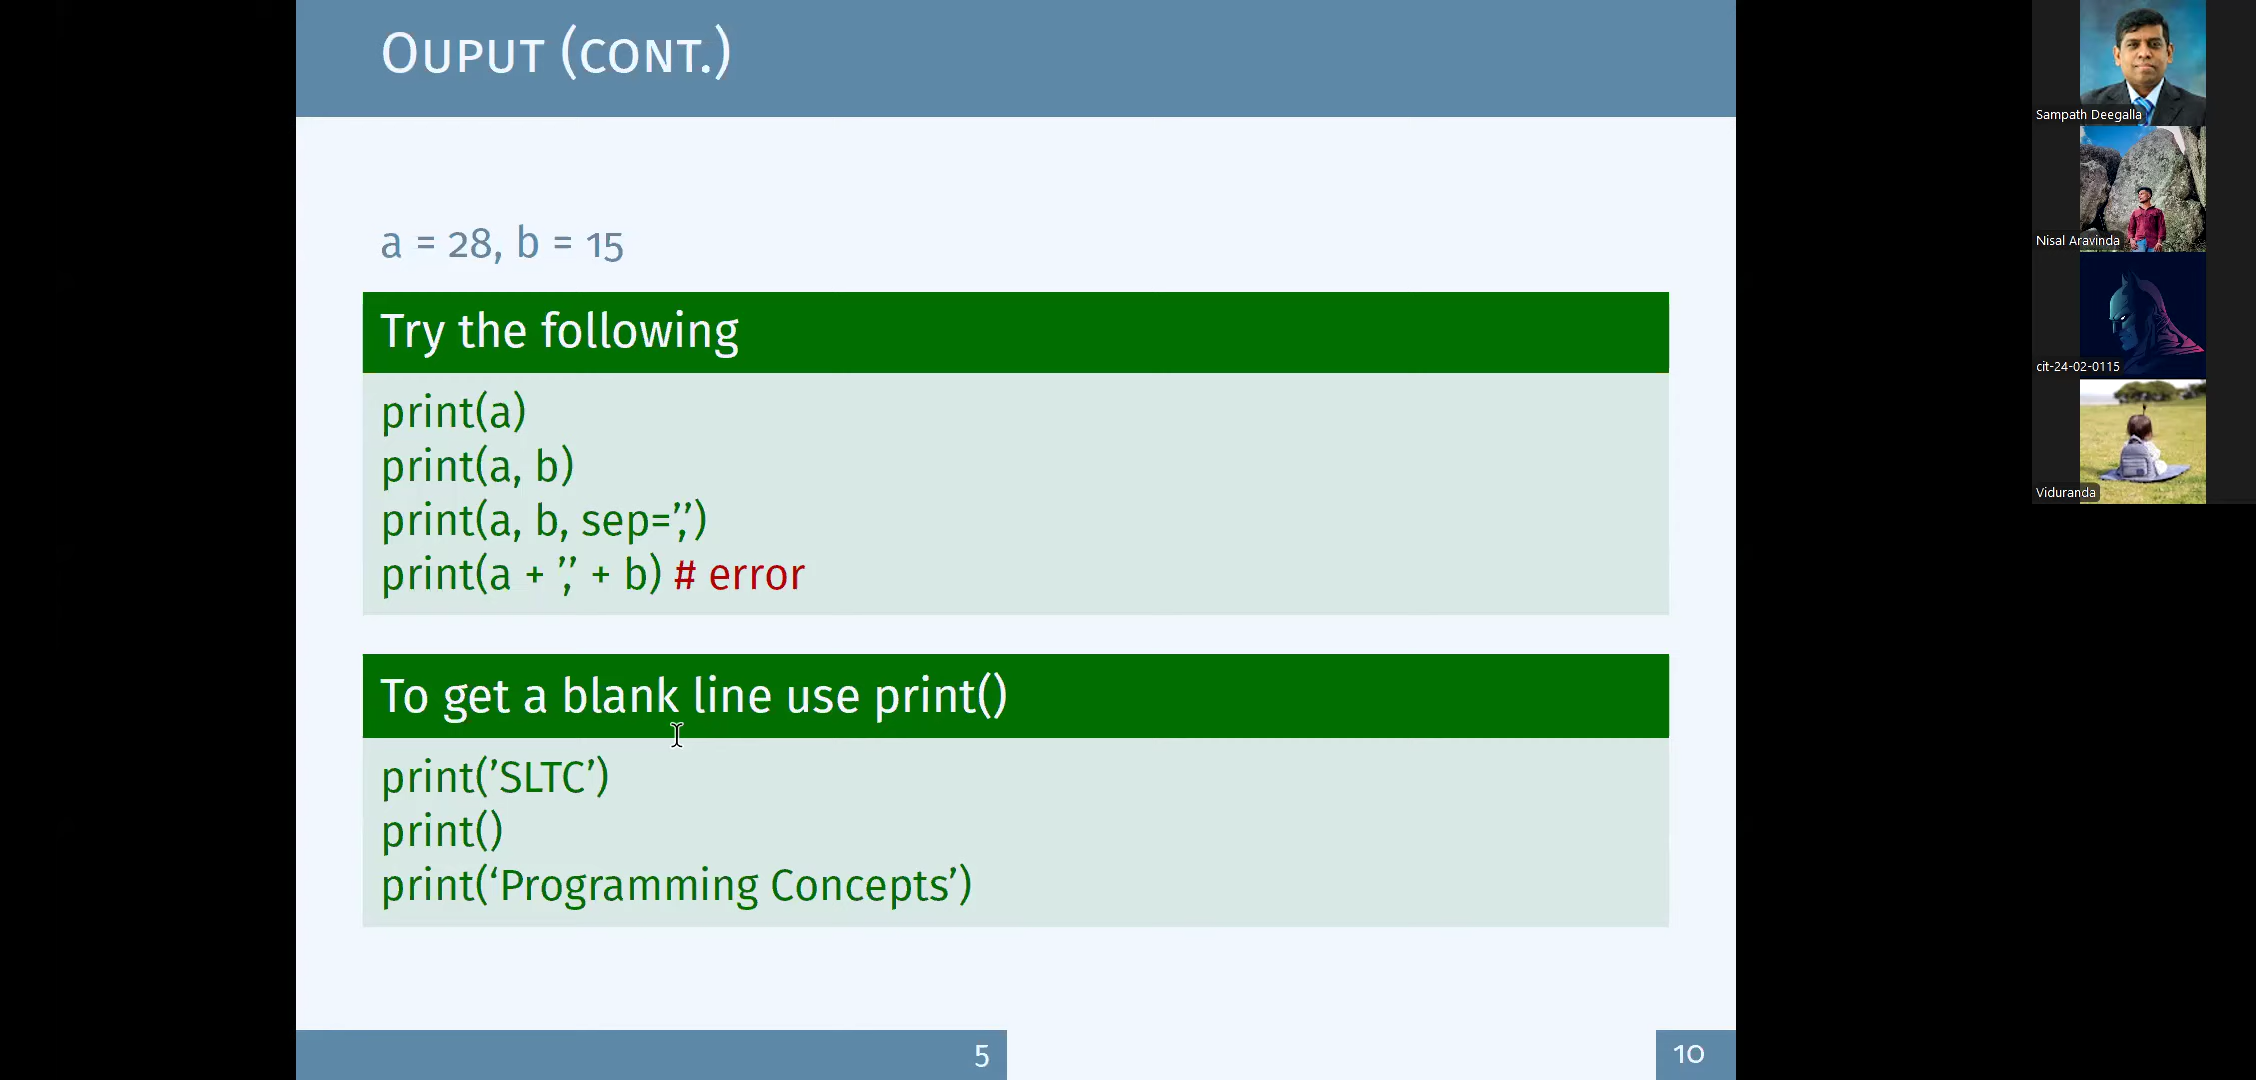 OUPUT (CONT.)
a = 28, b = 15
Try the following
print(a)
print(a, b)
print(a, b, sep=’,’)
print(a + ’,’ + b) # error
To get a blank line use print()
print(’SLTC’)
print()
print(‘Programming Concepts’)
5
10
Sampath Deegalla
Nisal Aravinda
cit-24-02-0115
Viduranda